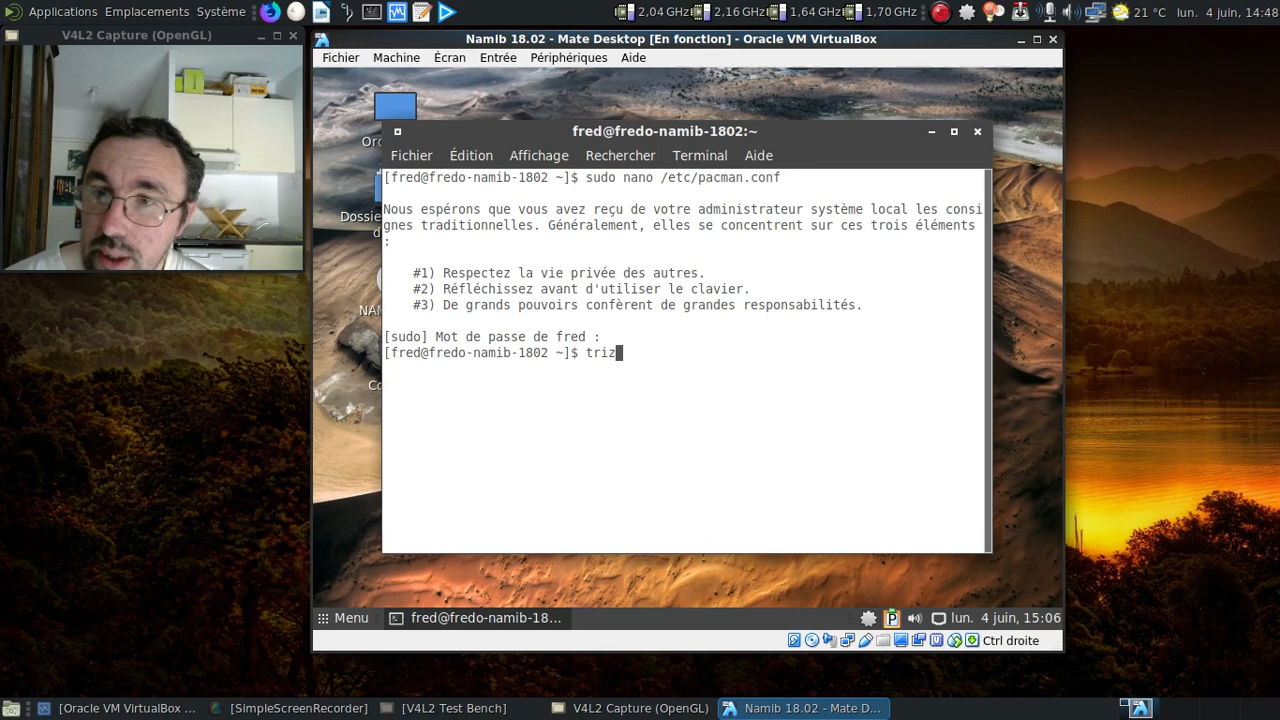 Applications Emplacements Système
2,04 GHz 2,16 GHz 1,64 GHz 1,70 GHz
21 °C lun. 4 juin, 14:48
V4L2 Capture (OpenGL)
Namib 18.02 - Mate Desktop [En fonction] - Oracle VM VirtualBox
Fichier Machine Écran Entrée Périphériques Aide
fred@fredo-namib-1802:~
Fichier Édition Affichage Rechercher Terminal Aide
[fred@fredo-namib-1802 ~]$ sudo nano /etc/pacman.conf
Nous espérons que vous avez reçu de votre administrateur système local les consi
gnes traditionnelles. Généralement, elles se concentrent sur ces trois éléments
:
#1) Respectez la vie privée des autres.
#2) Réfléchissez avant d'utiliser le clavier.
#3) De grands pouvoirs confèrent de grandes responsabilités.
[sudo] Mot de passe de fred :
[fred@fredo-namib-1802 ~]$ triz
Dossie
NAM
Co
Menu fred@fredo-namib-18... P lun. 4 juin, 15:06
Ctrl droite
[Oracle VM VirtualBox ... [SimpleScreenRecorder] [V4L2 Test Bench] V4L2 Capture (OpenGL) Namib 18.02 - Mate D...